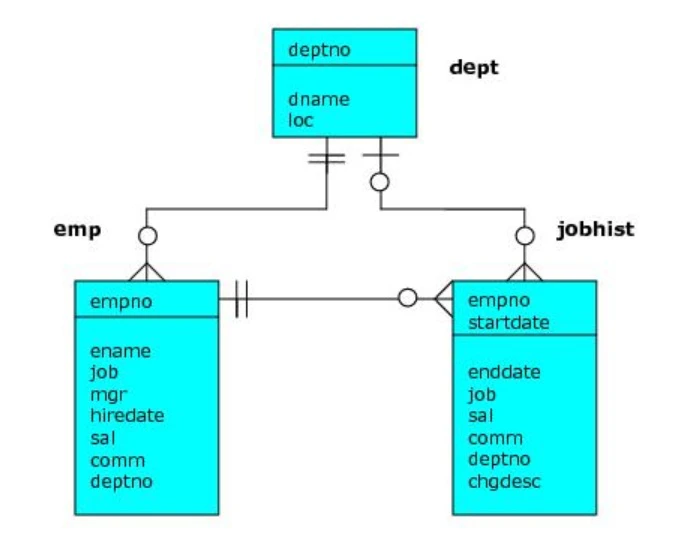 deptno
dept
dname
loc
emp
jobhist
empno
ename
job
mgr
hiredate
sal
comm
deptno
empno
startdate
enddate
job
sal
comm
deptno
chgdesc